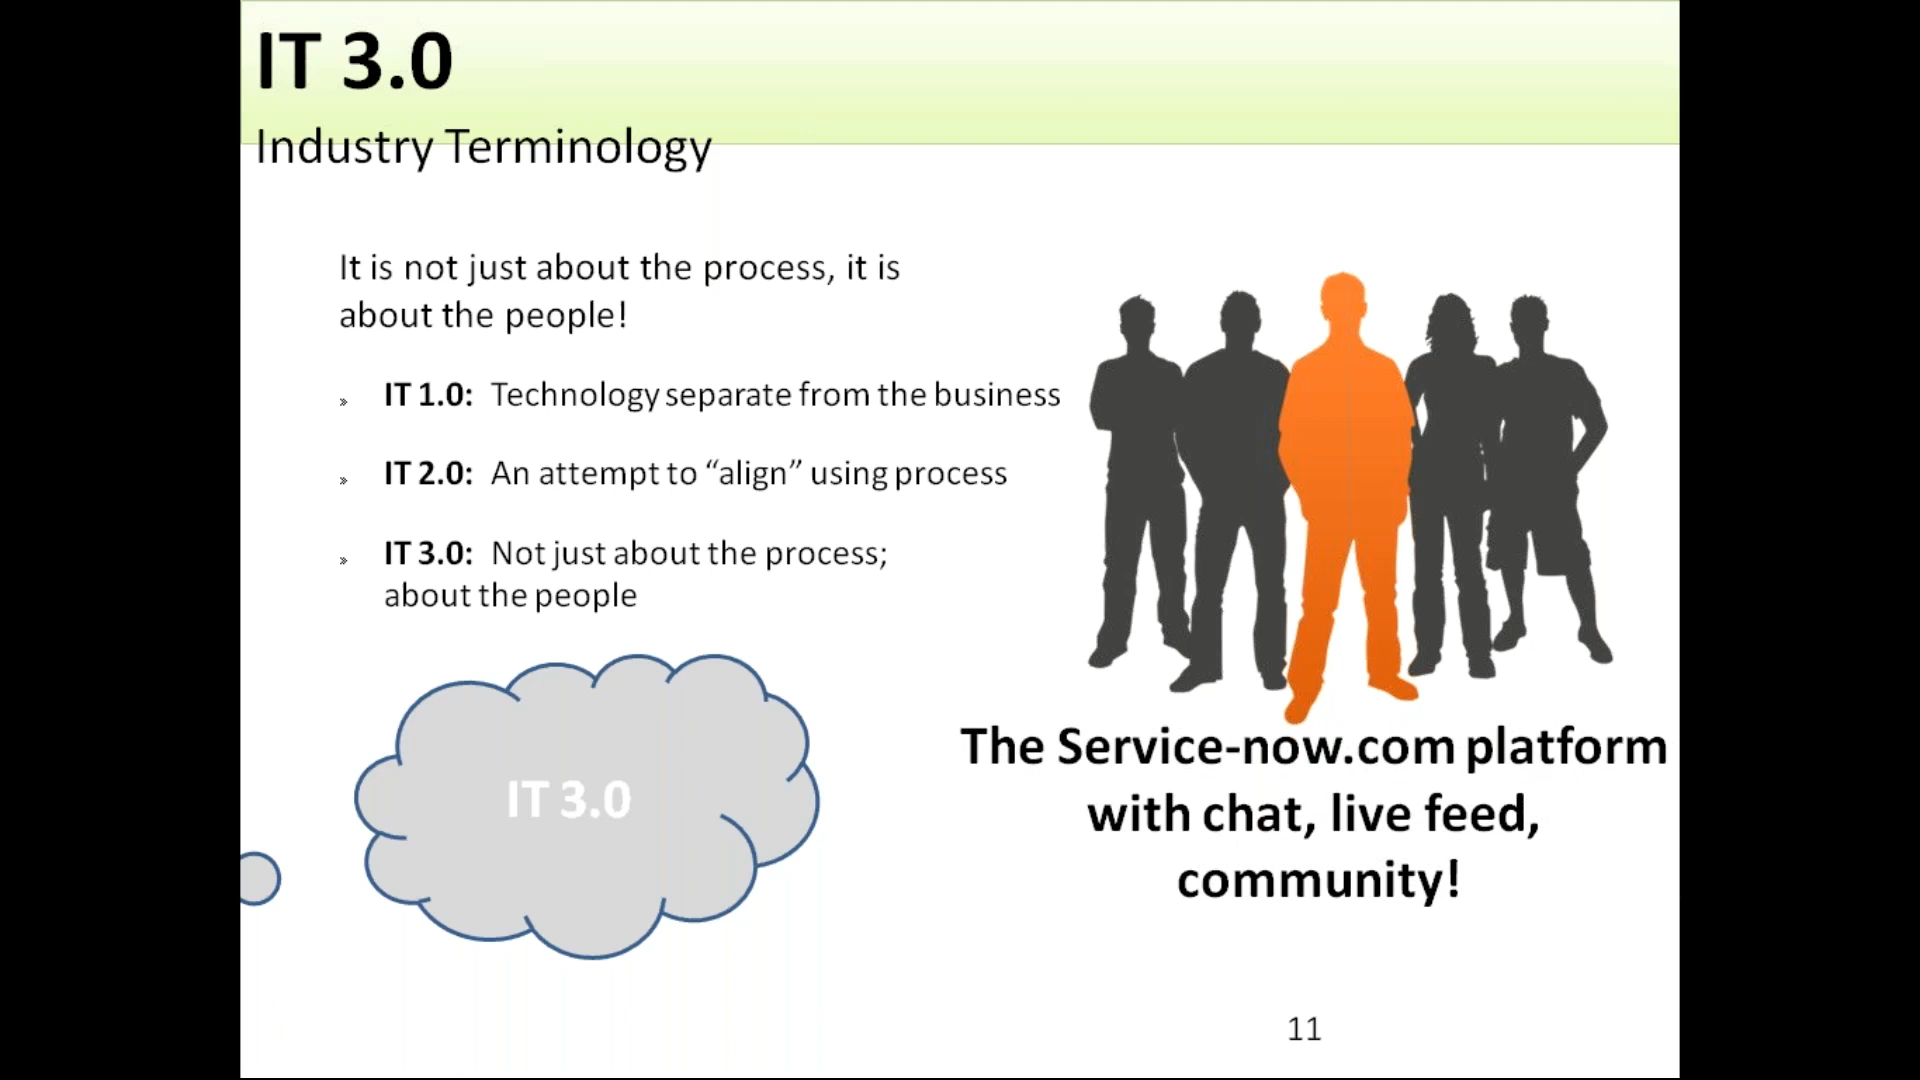 IT 3.0
Industry Terminology
It is not just about the process, it is
about the people!
» IT 1.0: Technology separate from the business
» IT 2.0: An attempt to “align” using process
» IT 3.0: Not just about the process;
about the people
IT 3.0
The Service-now.com platform
with chat, live feed,
community!
11